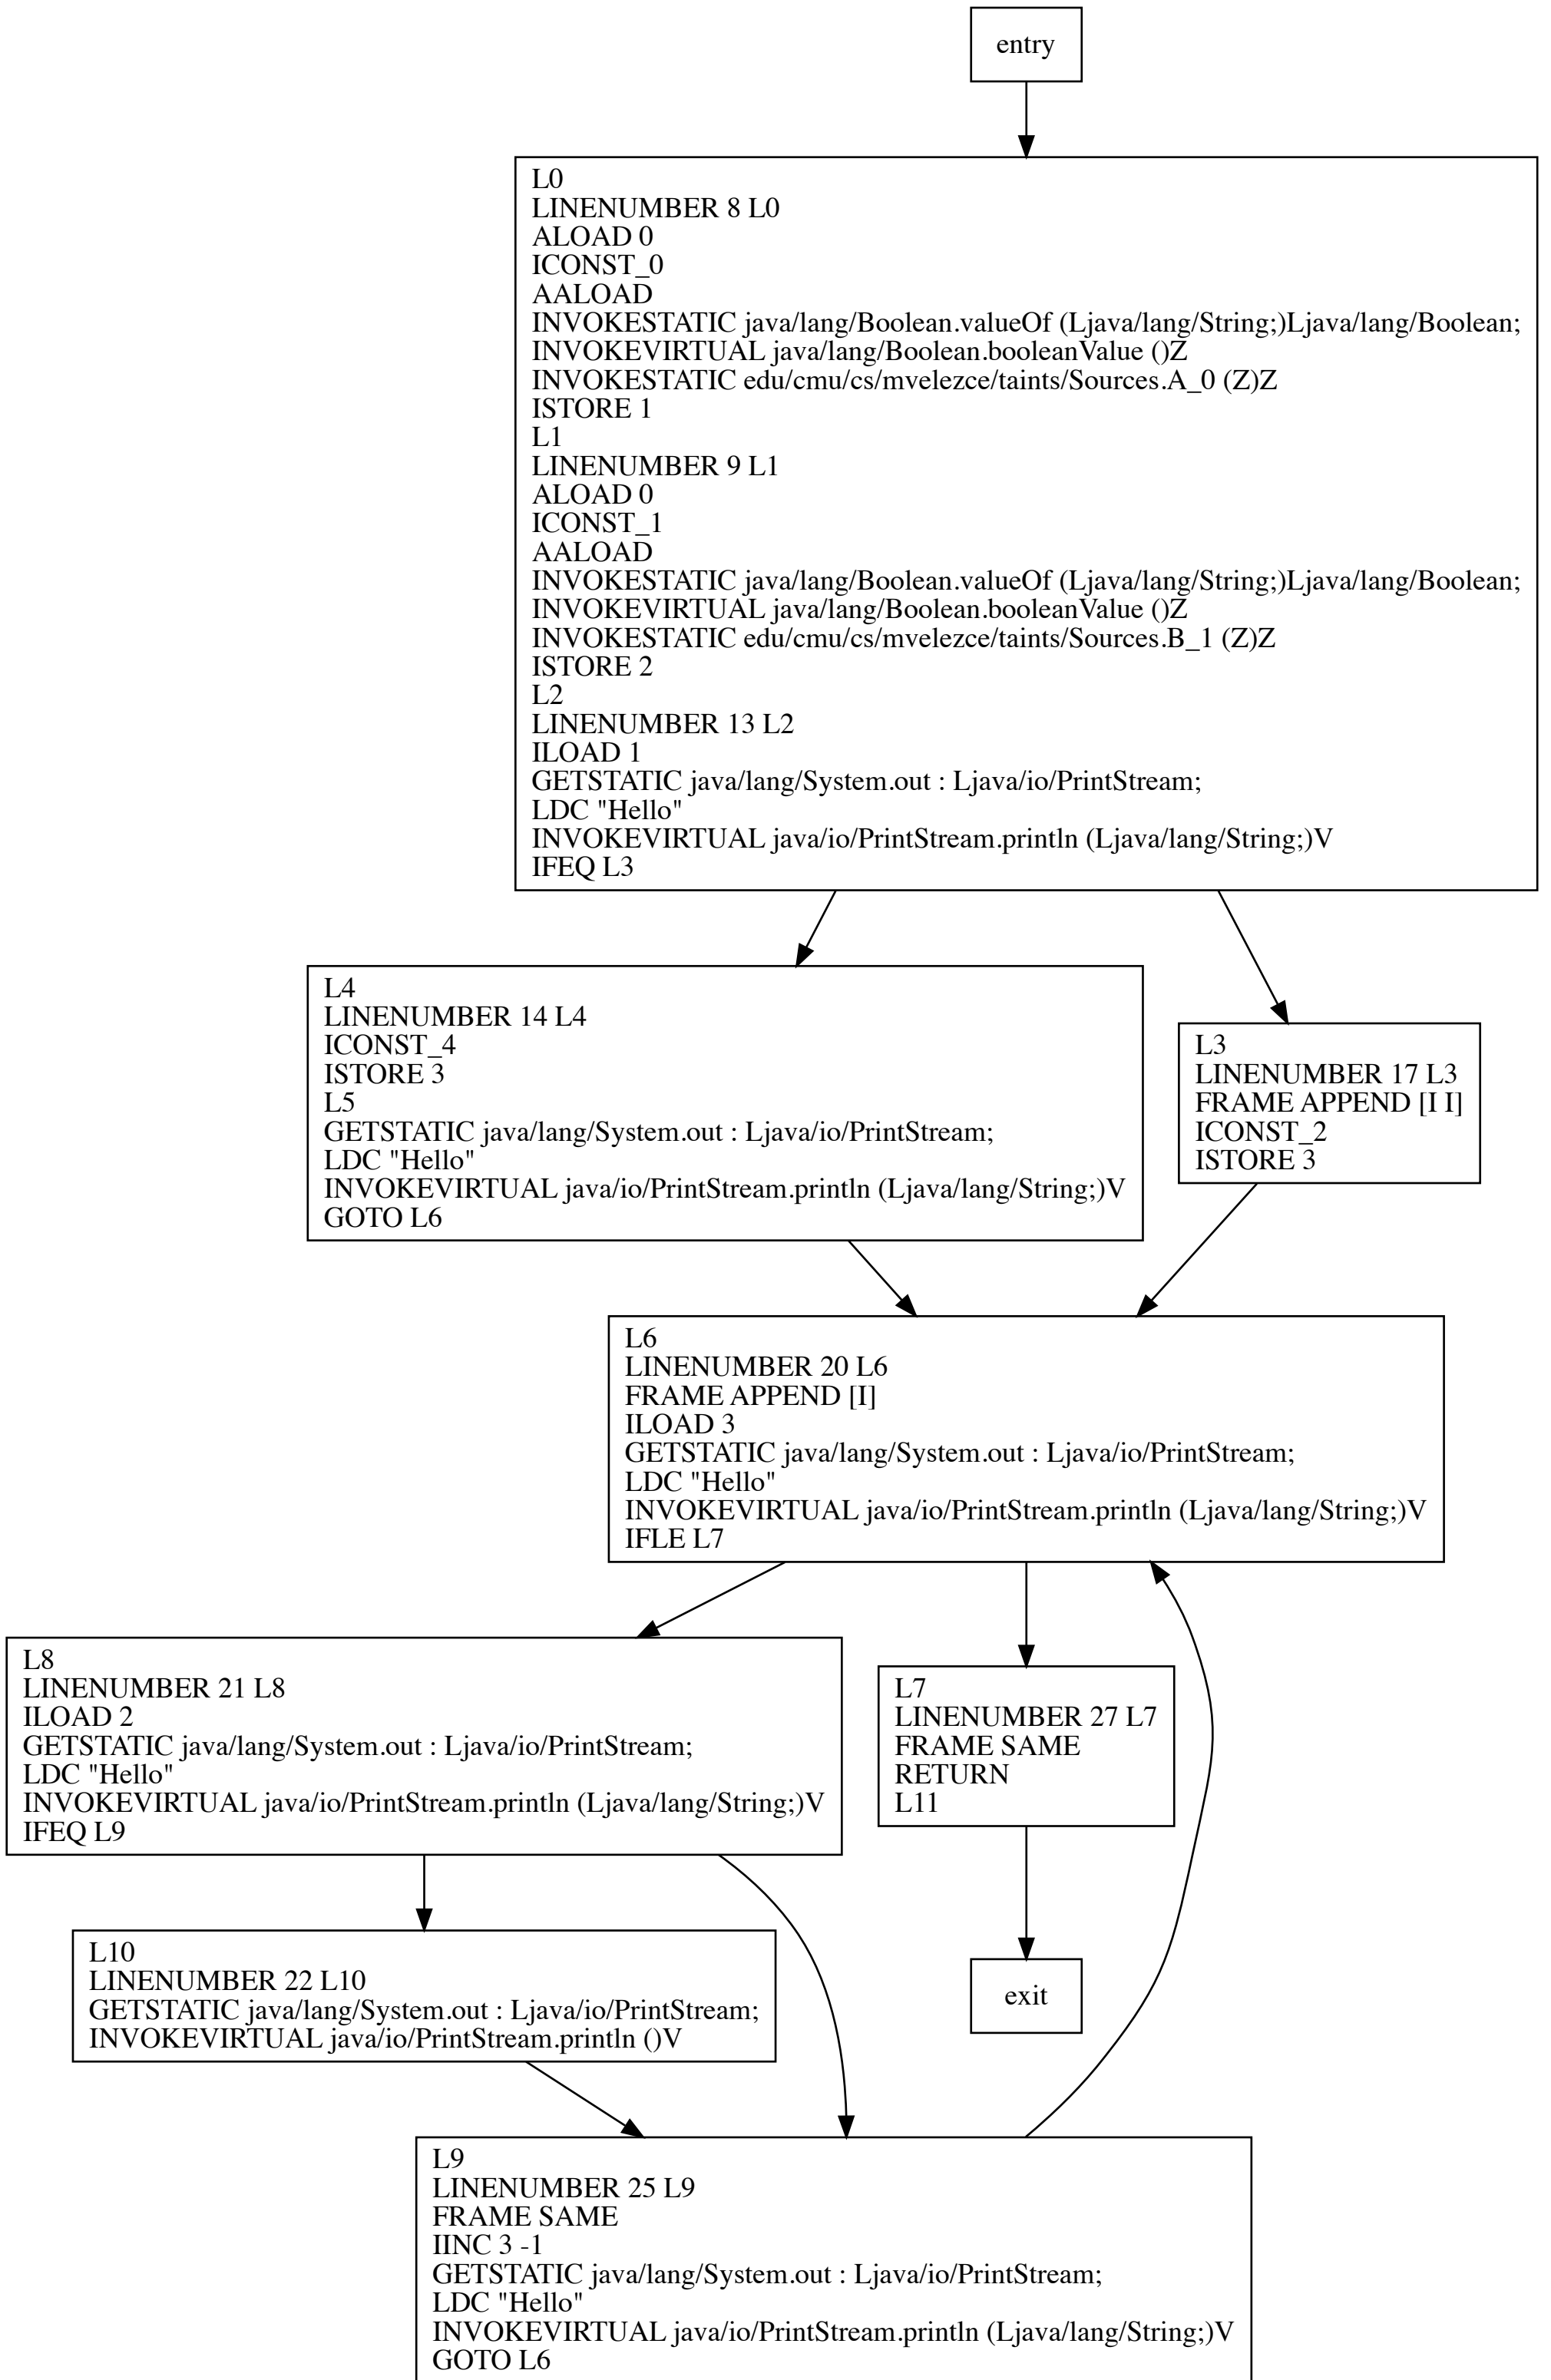 entry
L0
LINENUMBER 8 L0
ALOAD 0
ICONST_0
AALOAD
INVOKESTATIC java/lang/Boolean.valueOf (Ljava/lang/String;)Ljava/lang/Boolean;
INVOKEVIRTUAL java/lang/Boolean.booleanValue ()Z
INVOKESTATIC edu/cmu/cs/mvelezce/taints/Sources.A_0 (Z)Z
ISTORE 1
L1
LINENUMBER 9 L1
ALOAD 0
ICONST_1
AALOAD
INVOKESTATIC java/lang/Boolean.valueOf (Ljava/lang/String;)Ljava/lang/Boolean;
INVOKEVIRTUAL java/lang/Boolean.booleanValue ()Z
INVOKESTATIC edu/cmu/cs/mvelezce/taints/Sources.B_1 (Z)Z
ISTORE 2
L2
LINENUMBER 13 L2
ILOAD 1
GETSTATIC java/lang/System.out : Ljava/io/PrintStream;
LDC "Hello"
INVOKEVIRTUAL java/io/PrintStream.println (Ljava/lang/String;)V
IFEQ L3
L4
LINENUMBER 14 L4
ICONST_4
ISTORE 3
L5
GETSTATIC java/lang/System.out : Ljava/io/PrintStream;
LDC "Hello"
INVOKEVIRTUAL java/io/PrintStream.println (Ljava/lang/String;)V
GOTO L6
L3
LINENUMBER 17 L3
FRAME APPEND [I I]
ICONST_2
ISTORE 3
L6
LINENUMBER 20 L6
FRAME APPEND [I]
ILOAD 3
GETSTATIC java/lang/System.out : Ljava/io/PrintStream;
LDC "Hello"
INVOKEVIRTUAL java/io/PrintStream.println (Ljava/lang/String;)V
IFLE L7
L8
LINENUMBER 21 L8
ILOAD 2
GETSTATIC java/lang/System.out : Ljava/io/PrintStream;
LDC "Hello"
INVOKEVIRTUAL java/io/PrintStream.println (Ljava/lang/String;)V
IFEQ L9
L7
LINENUMBER 27 L7
FRAME SAME
RETURN
L11
L10
LINENUMBER 22 L10
GETSTATIC java/lang/System.out : Ljava/io/PrintStream;
INVOKEVIRTUAL java/io/PrintStream.println ()V
exit
L9
LINENUMBER 25 L9
FRAME SAME
IINC 3 -1
GETSTATIC java/lang/System.out : Ljava/io/PrintStream;
LDC "Hello"
INVOKEVIRTUAL java/io/PrintStream.println (Ljava/lang/String;)V
GOTO L6